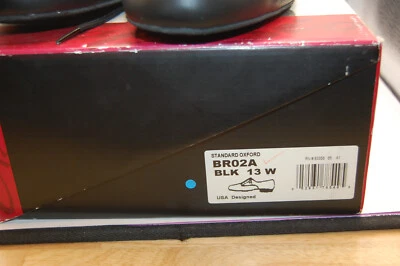 STANDARD OXFORD
BR02A
BLK 13 W
USA Designed